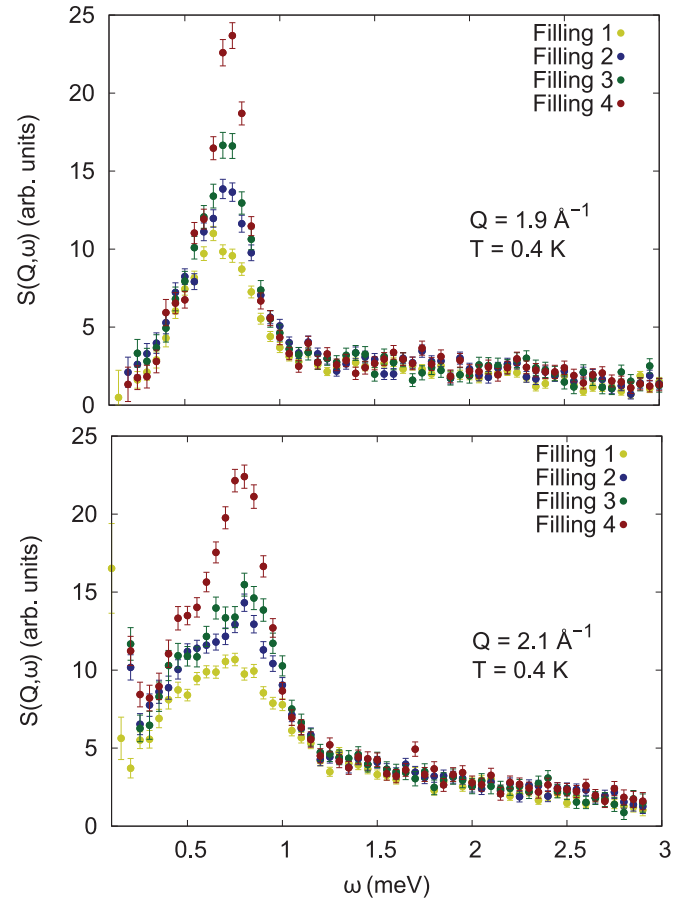 25
20
15
10
5
0
S(Q,ω) (arb. units)
Filling 1
Filling 2
Filling 3
Filling 4
Q = 1.9 Å⁻¹
T = 0.4 K
25
20
15
10
5
0
S(Q,ω) (arb. units)
Filling 1
Filling 2
Filling 3
Filling 4
Q = 2.1 Å⁻¹
T = 0.4 K
0.5 1 1.5 2 2.5 3
ω (meV)